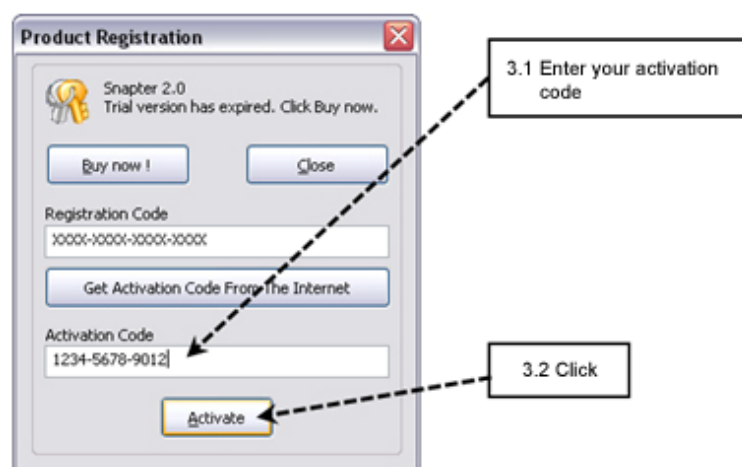 Product Registration
Snapter 2.0
Trial version has expired. Click Buy now.
Buy now !
Close
Registration Code
XXXX-XXXX-XXXX-XXXX
Get Activation Code From The Internet
Activation Code
1234-5678-9012
Activate
3.1 Enter your activation
code
3.2 Click